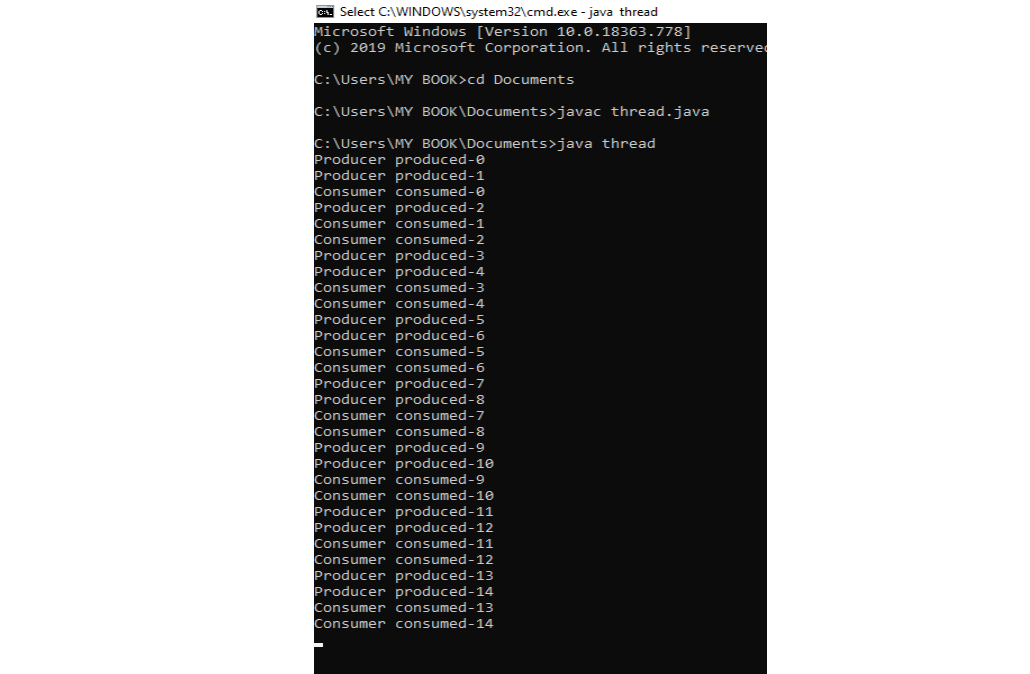 Select C:\WINDOWS\system32\cmd.exe - java  thread
Microsoft Windows [Version 10.0.18363.778]
(c) 2019 Microsoft Corporation. All rights reserved
C:\Users\MY BOOK>cd Documents
C:\Users\MY BOOK\Documents>javac thread.java
C:\Users\MY BOOK\Documents>java thread
Producer produced-0
Producer produced-1
Consumer consumed-0
Producer produced-2
Consumer consumed-1
Consumer consumed-2
Producer produced-3
Producer produced-4
Consumer consumed-3
Consumer consumed-4
Producer produced-5
Producer produced-6
Consumer consumed-5
Consumer consumed-6
Producer produced-7
Producer produced-8
Consumer consumed-7
Consumer consumed-8
Producer produced-9
Producer produced-10
Consumer consumed-9
Consumer consumed-10
Producer produced-11
Producer produced-12
Consumer consumed-11
Consumer consumed-12
Producer produced-13
Producer produced-14
Consumer consumed-13
Consumer consumed-14